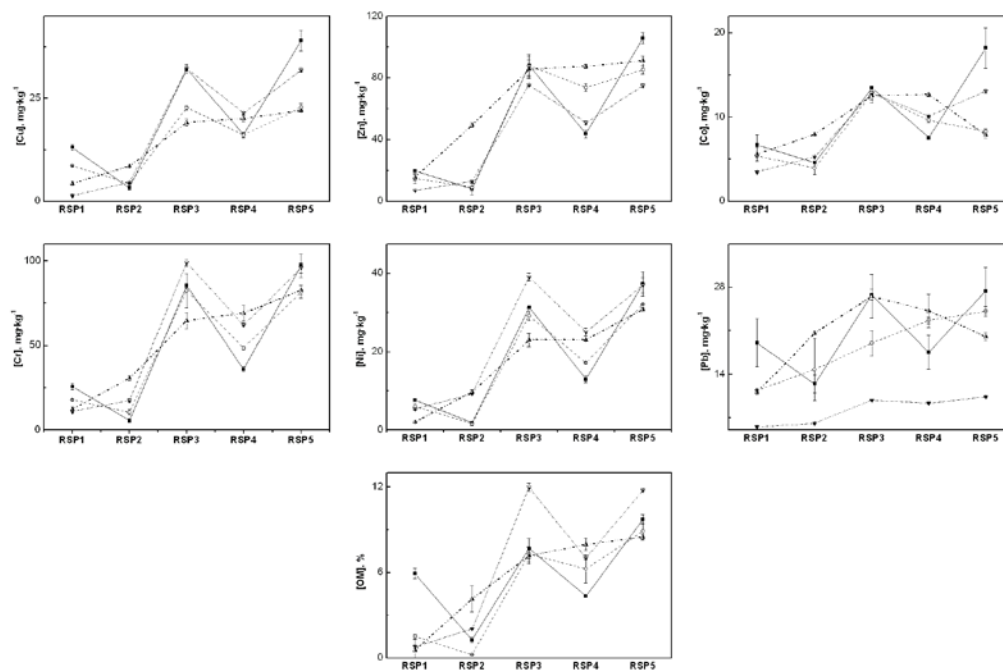 [Cu]. mg·kg⁻¹
25
0
RSP1 RSP2 RSP3 RSP4 RSP5
[Zn]. mg·kg⁻¹
120
80
40
0
RSP1 RSP2 RSP3 RSP4 RSP5
[Co]. mg·kg⁻¹
20
10
0
RSP1 RSP2 RSP3 RSP4 RSP5
[Cr]. mg·kg⁻¹
100
50
0
RSP1 RSP2 RSP3 RSP4 RSP5
[Ni]. mg·kg⁻¹
40
20
0
RSP1 RSP2 RSP3 RSP4 RSP5
[Pb]. mg·kg⁻¹
28
14
RSP1 RSP2 RSP3 RSP4 RSP5
[OM]. %
12
6
0
RSP1 RSP2 RSP3 RSP4 RSP5